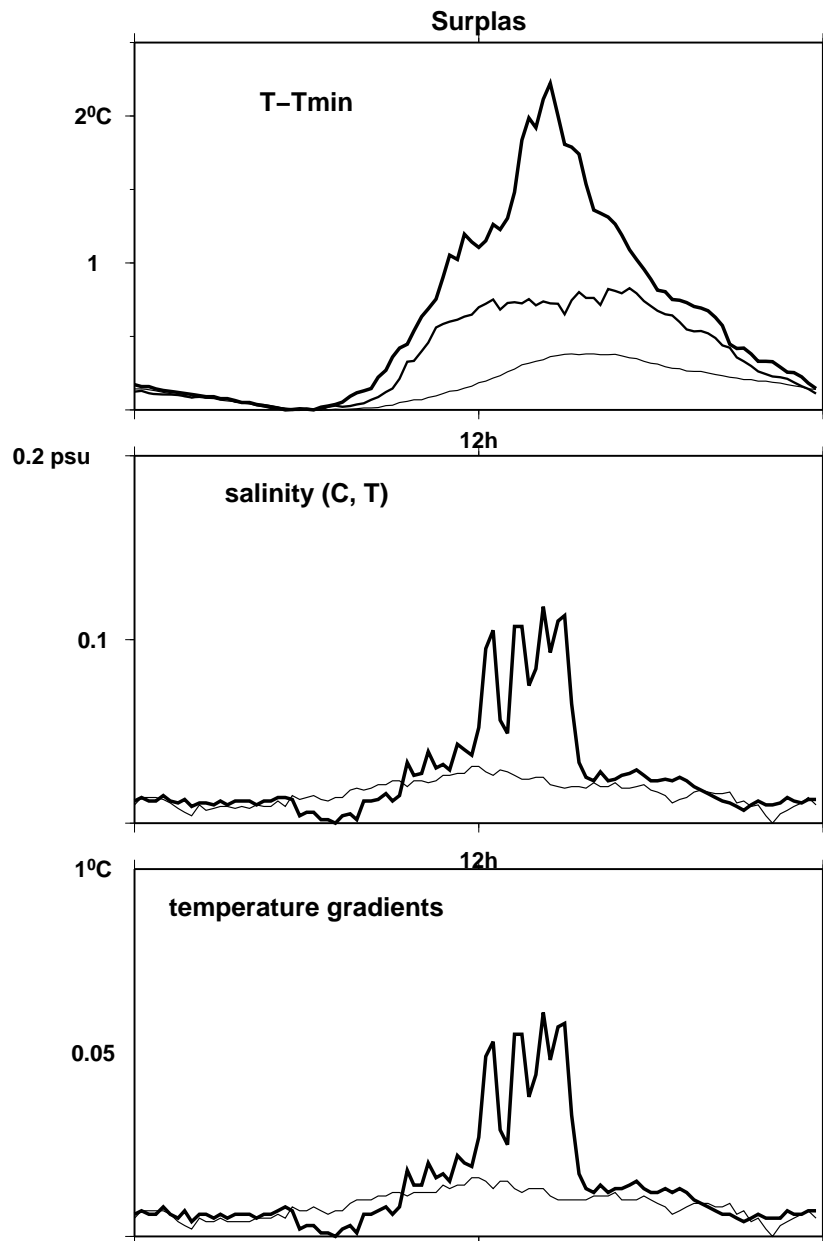 Surplas
T−Tmin
2⁰C
1
12h
0.2 psu
salinity (C, T)
0.1
12h
1⁰C
temperature gradients
0.05